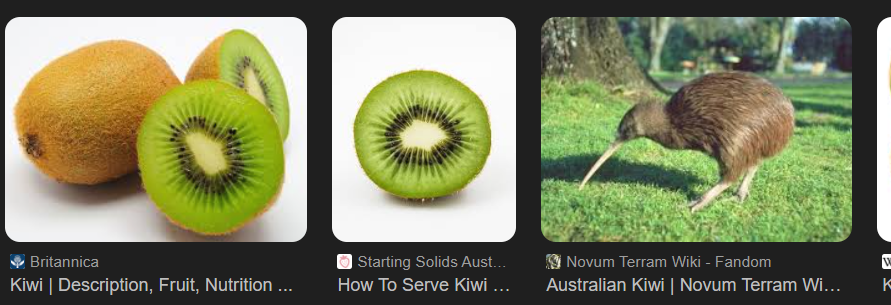 Britannica
Kiwi | Description, Fruit, Nutrition ...
Starting Solids Aust...
How To Serve Kiwi ...
Novum Terram Wiki - Fandom
Australian Kiwi | Novum Terram Wi...